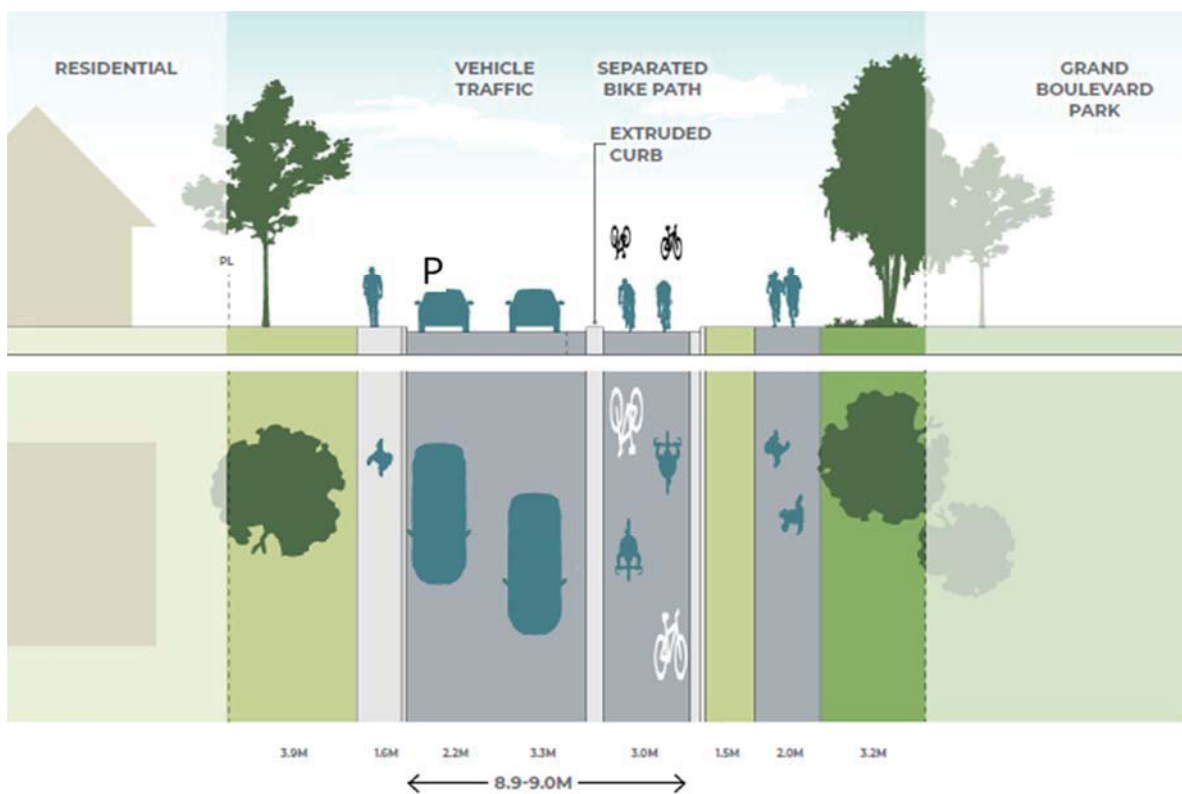 RESIDENTIAL
VEHICLE
TRAFFIC
SEPARATED
BIKE PATH
GRAND
BOULEVARD
PARK
EXTRUDED
CURB
PL
P
3.9M 1.6M 2.2M 3.3M 3.0M 1.5M 2.0M 3.2M
8.9-9.0M